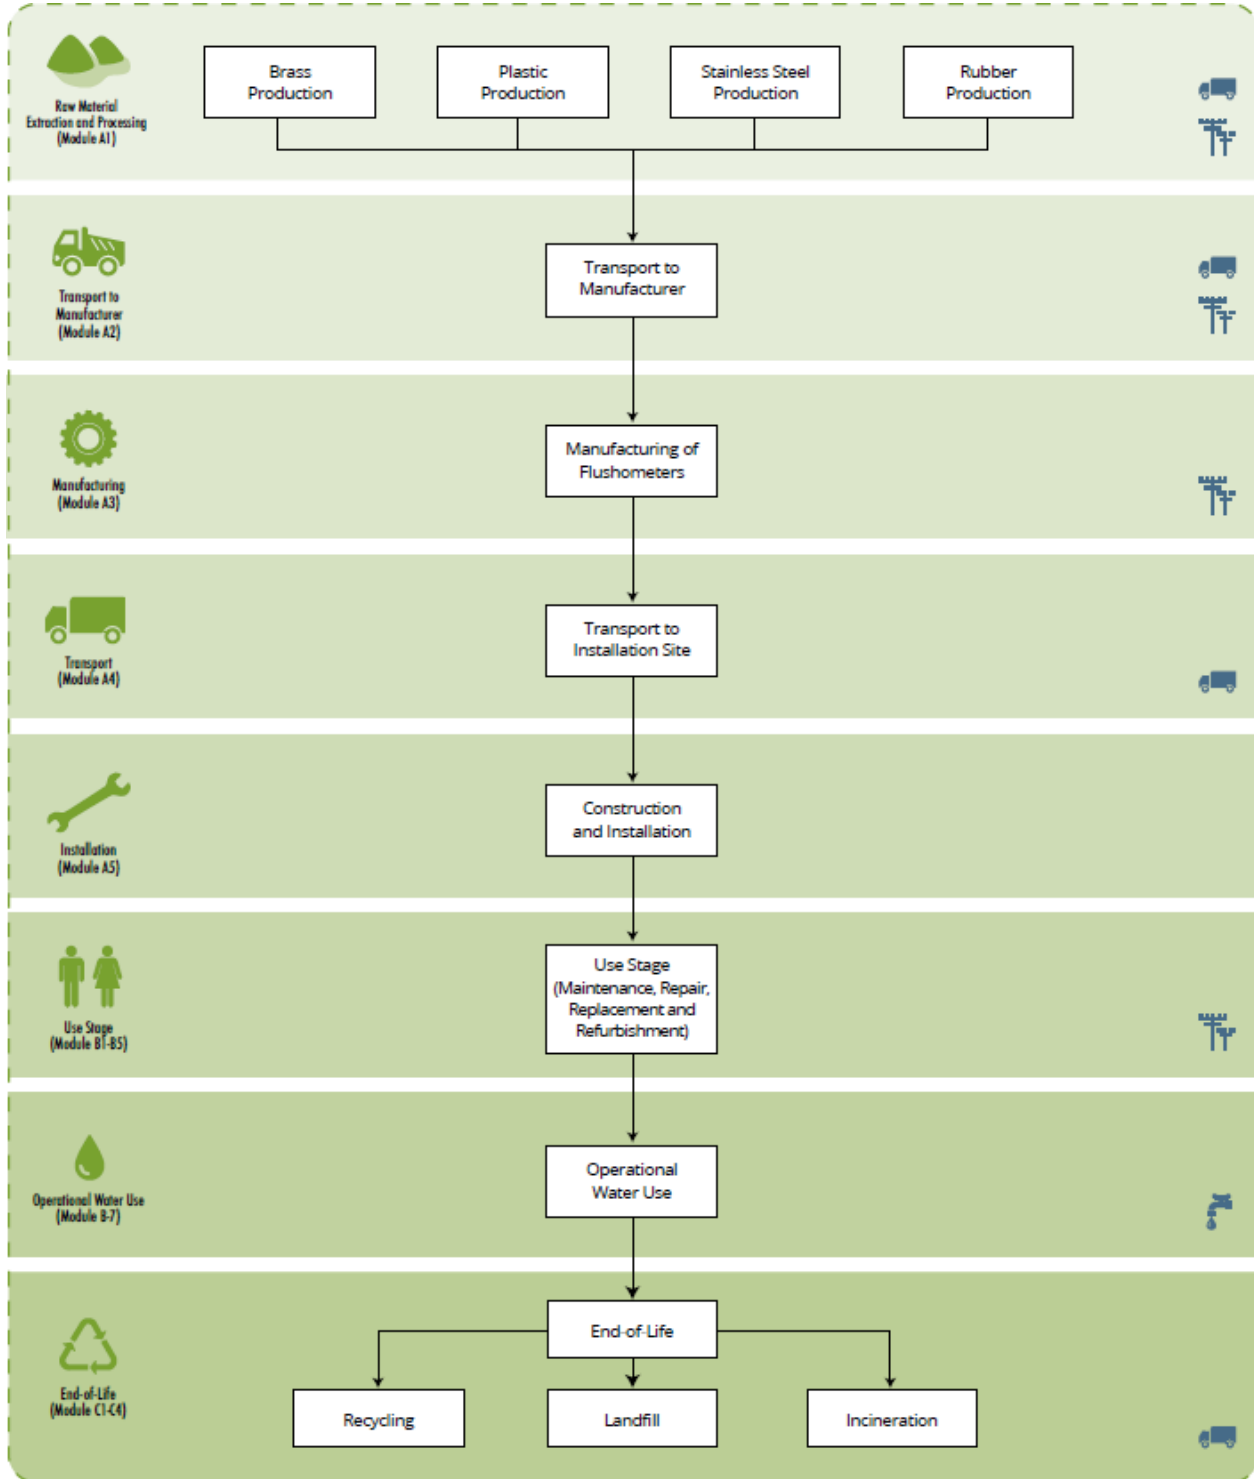 Raw Material
Extraction and Processing
(Module A1)
Brass
Production
Plastic
Production
Stainless Steel
Production
Rubber
Production
Transport to
Manufacturer
(Module A2)
Transport to
Manufacturer
Manufacturing
(Module A3)
Manufacturing of
Flushometers
Transport
(Module A4)
Transport to
Installation Site
Installation
(Module A5)
Construction
and Installation
Use Stage
(Module B1-B5)
Use Stage
(Maintenance, Repair,
Replacement and
Refurbishment)
Operational Water Use
(Module B-7)
Operational
Water Use
End-of-Life
(Module C1-C4)
End-of-Life
Recycling
Landfill
Incineration